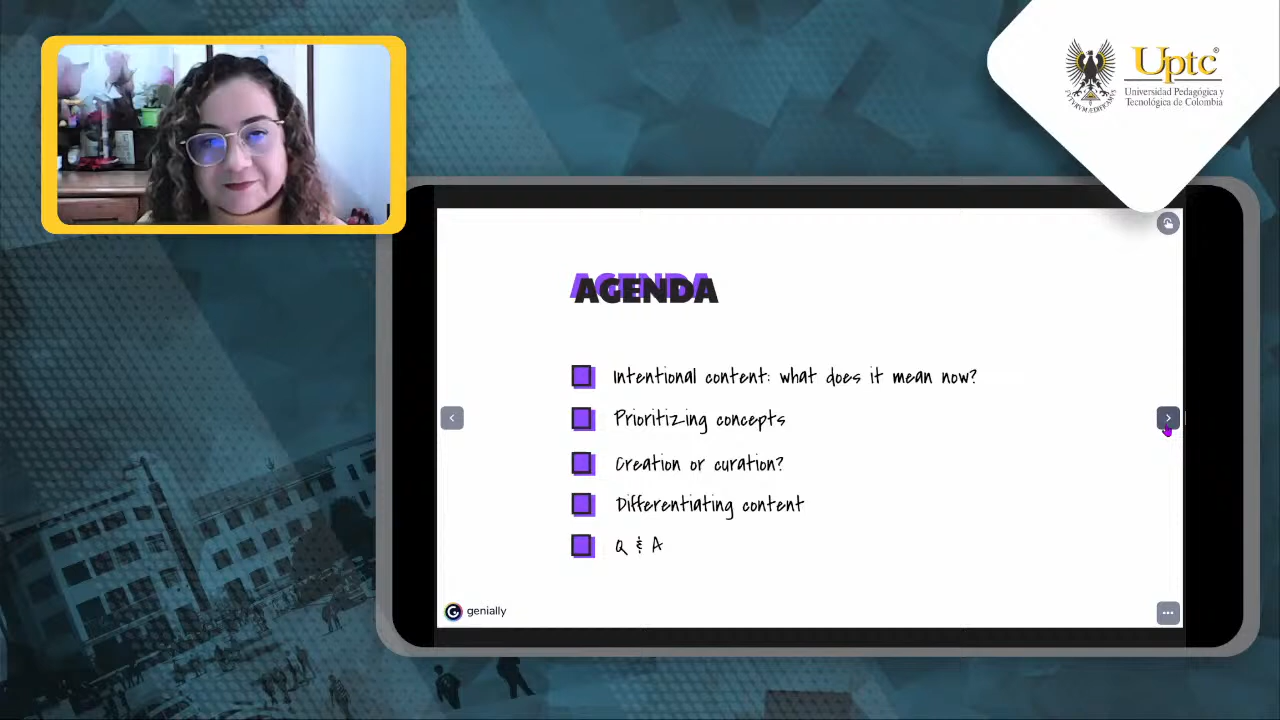 Uptc®
Universidad Pedagógica y
Tecnológica de Colombia
AGENDA
Intentional content: what does it mean now?
Prioritizing concepts
Creation or curation?
Differentiating content
Q & A
genially